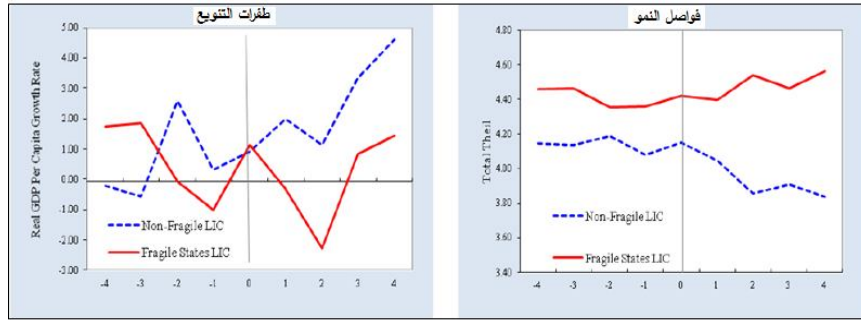 طفرات التنويع
Real GDP Per Capita Growth Rate
5.00
4.00
3.00
2.00
1.00
0.00
-1.00
-2.00
-3.00
Non-Fragile LIC
Fragile States LIC
-4 -3 -2 -1 0 1 2 3 4
فواصل النمو
Total Theil
4.80
4.60
4.40
4.20
4.00
3.80
3.60
3.40
Non-Fragile LIC
Fragile States LIC
-4 -3 -2 -1 0 1 2 3 4